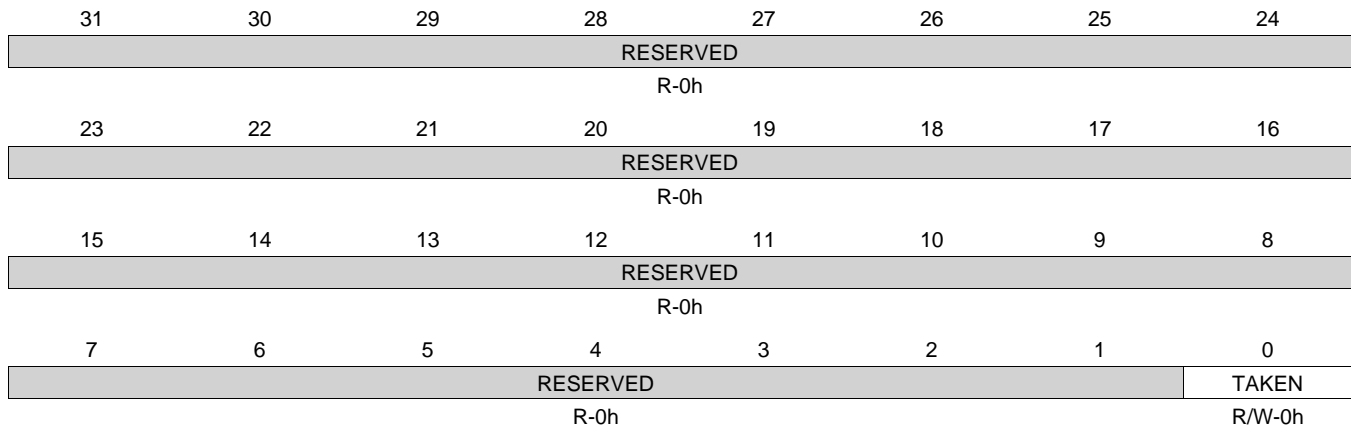 31 30 29 28 27 26 25 24
RESERVED
R-0h
23 22 21 20 19 18 17 16
RESERVED
R-0h
15 14 13 12 11 10 9 8
RESERVED
R-0h
7 6 5 4 3 2 1 0
RESERVED TAKEN
R-0h R/W-0h